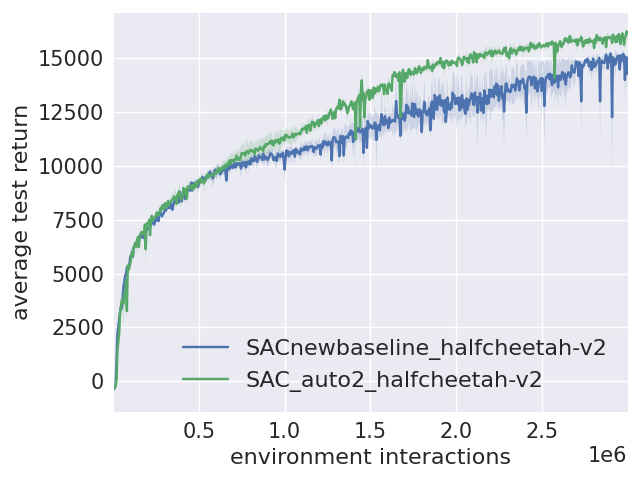 average test return
15000
12500
10000
7500
5000
2500
0
SACnewbaseline_halfcheetah-v2
SAC_auto2_halfcheetah-v2
0.5 1.0 1.5 2.0 2.5
1e6
environment interactions